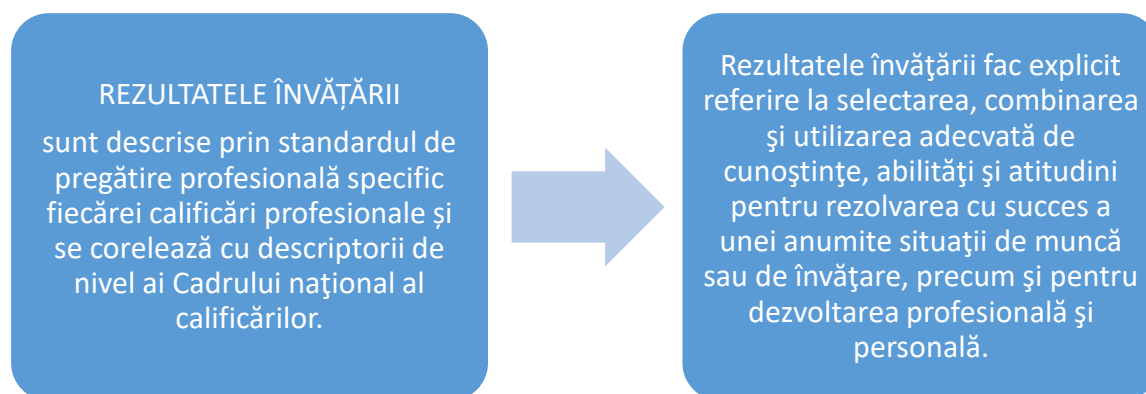 REZULTATELE ÎNVĂȚĂRII
sunt descrise prin standardul de
pregătire profesională specific
fiecărei calificări profesionale și
se corelează cu descriptorii de
nivel ai Cadrului naţional al
calificărilor.
Rezultatele învăţării fac explicit
referire la selectarea, combinarea
şi utilizarea adecvată de
cunoştinţe, abilităţi şi atitudini
pentru rezolvarea cu succes a
unei anumite situaţii de muncă
sau de învăţare, precum şi pentru
dezvoltarea profesională şi
personală.